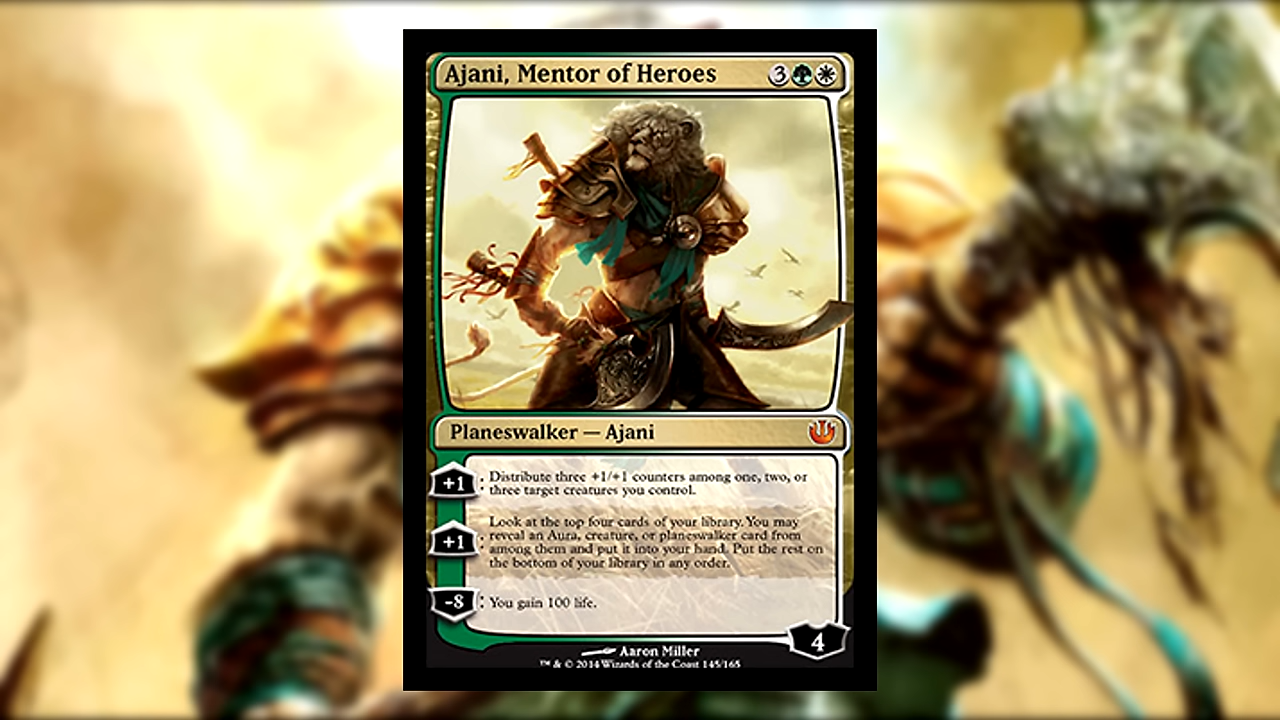 Ajani, Mentor of Heroes 3
Planeswalker — Ajani
+1 : Distribute three +1/+1 counters among one, two, or
three target creatures you control.
Look at the top four cards of your library. You may
reveal an Aura, creature, or planeswalker card from
+1 : among them and put it into your hand. Put the rest on
the bottom of your library in any order.
-8 : You gain 100 life.
4
Aaron Miller
™ & © 2014 Wizards of the Coast 145/165